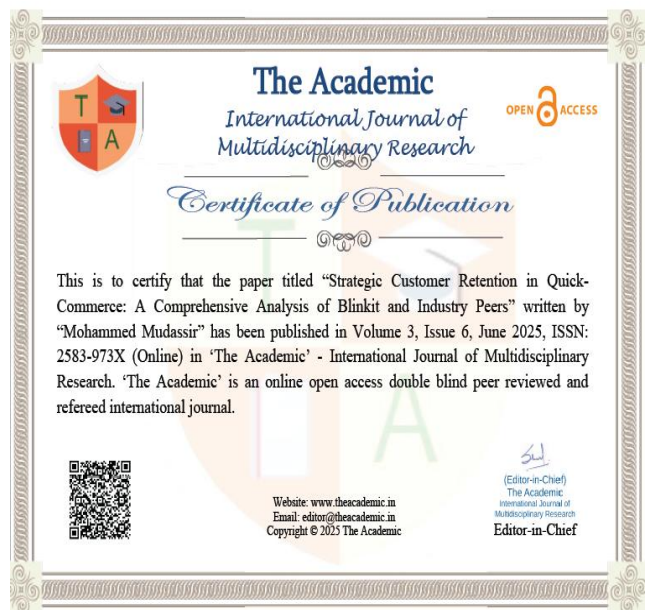 The Academic
T
A
International Journal of
Multidisciplinary Research
OPEN ACCESS
Certificate of Publication
This is to certify that the paper titled “Strategic Customer Retention in Quick-
Commerce: A Comprehensive Analysis of Blinkit and Industry Peers” written by
“Mohammed Mudassir” has been published in Volume 3, Issue 6, June 2025, ISSN:
2583-973X (Online) in ‘The Academic’ - International Journal of Multidisciplinary
Research. ‘The Academic’ is an online open access double blind peer reviewed and
refereed international journal.
Website: www.theacademic.in
Email: editor@theacademic.in
Copyright © 2025 The Academic
(Editor-in-Chief)
The Academic
International Journal of
Multidisciplinary Research
Editor-in-Chief